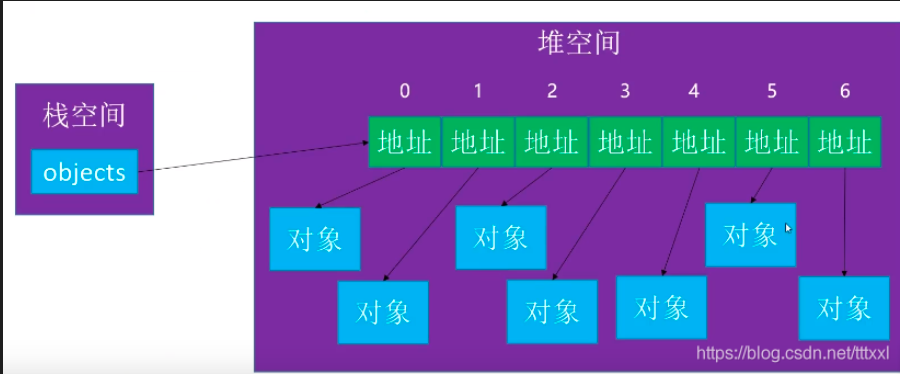 堆空间
0 1 2 3 4 5 6
栈空间
objects
地址 地址 地址 地址 地址 地址 地址
对象 对象 对象
对象 对象 对象 对象
https://blog.csdn.net/tttxxl